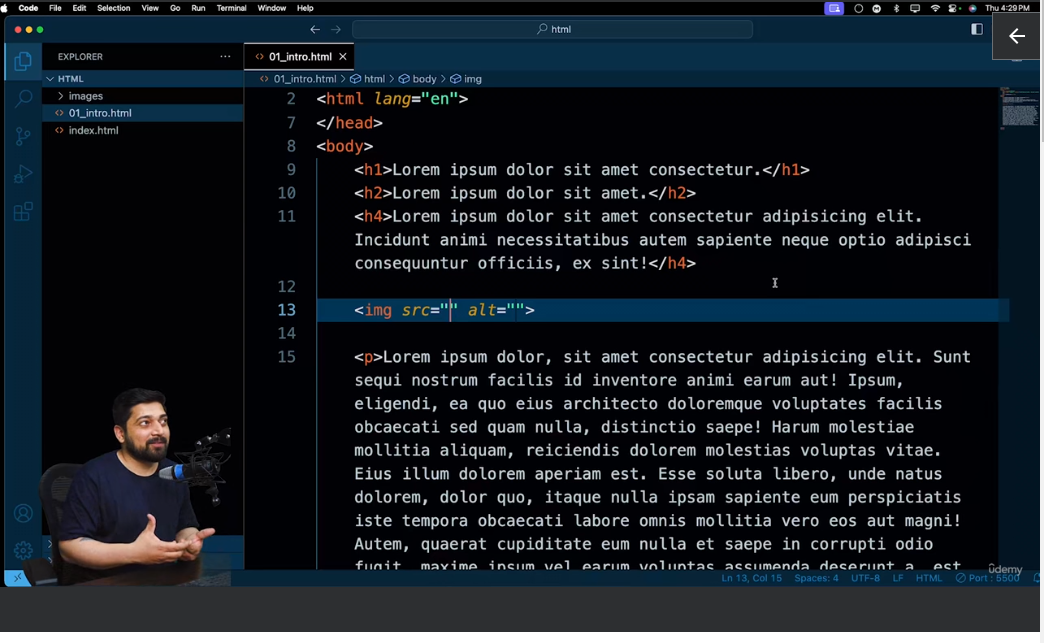 Code File Edit Selection View Go Run Terminal Window Help Thu 4:29 PM
html
EXPLORER ··· 01_intro.html
HTML 01_intro.html > html > body > img
images
01_intro.html
index.html
2 <html lang="en">
7 </head>
8 <body>
9 <h1>Lorem ipsum dolor sit amet consectetur.</h1>
10 <h2>Lorem ipsum dolor sit amet.</h2>
11 <h4>Lorem ipsum dolor sit amet consectetur adipisicing elit.
Incidunt animi necessitatibus autem sapiente neque optio adipisci
consequuntur officiis, ex sint!</h4>
12
13 <img src="" alt="">
14
15 <p>Lorem ipsum dolor, sit amet consectetur adipisicing elit. Sunt
sequi nostrum facilis id inventore animi earum aut! Ipsum,
eligendi, ea quo eius architecto doloremque voluptates facilis
obcaecati sed quam nulla, distinctio saepe! Harum molestiae
mollitia aliquam, reiciendis dolorem molestias voluptas vitae.
Eius illum dolorem aperiam est. Esse soluta libero, unde natus
dolorem, dolor quo, itaque nulla ipsam sapiente eum perspiciatis
iste tempora obcaecati labore omnis mollitia vero eos aut magni!
Autem, quaerat cupiditate eum nulla et saepe in corrupti odio
fugit, maxime ipsum vel earum voluptas assumenda deserunt a, est
udemy
Ln 13, Col 15 Spaces: 4 UTF-8 LF HTML Port : 5500